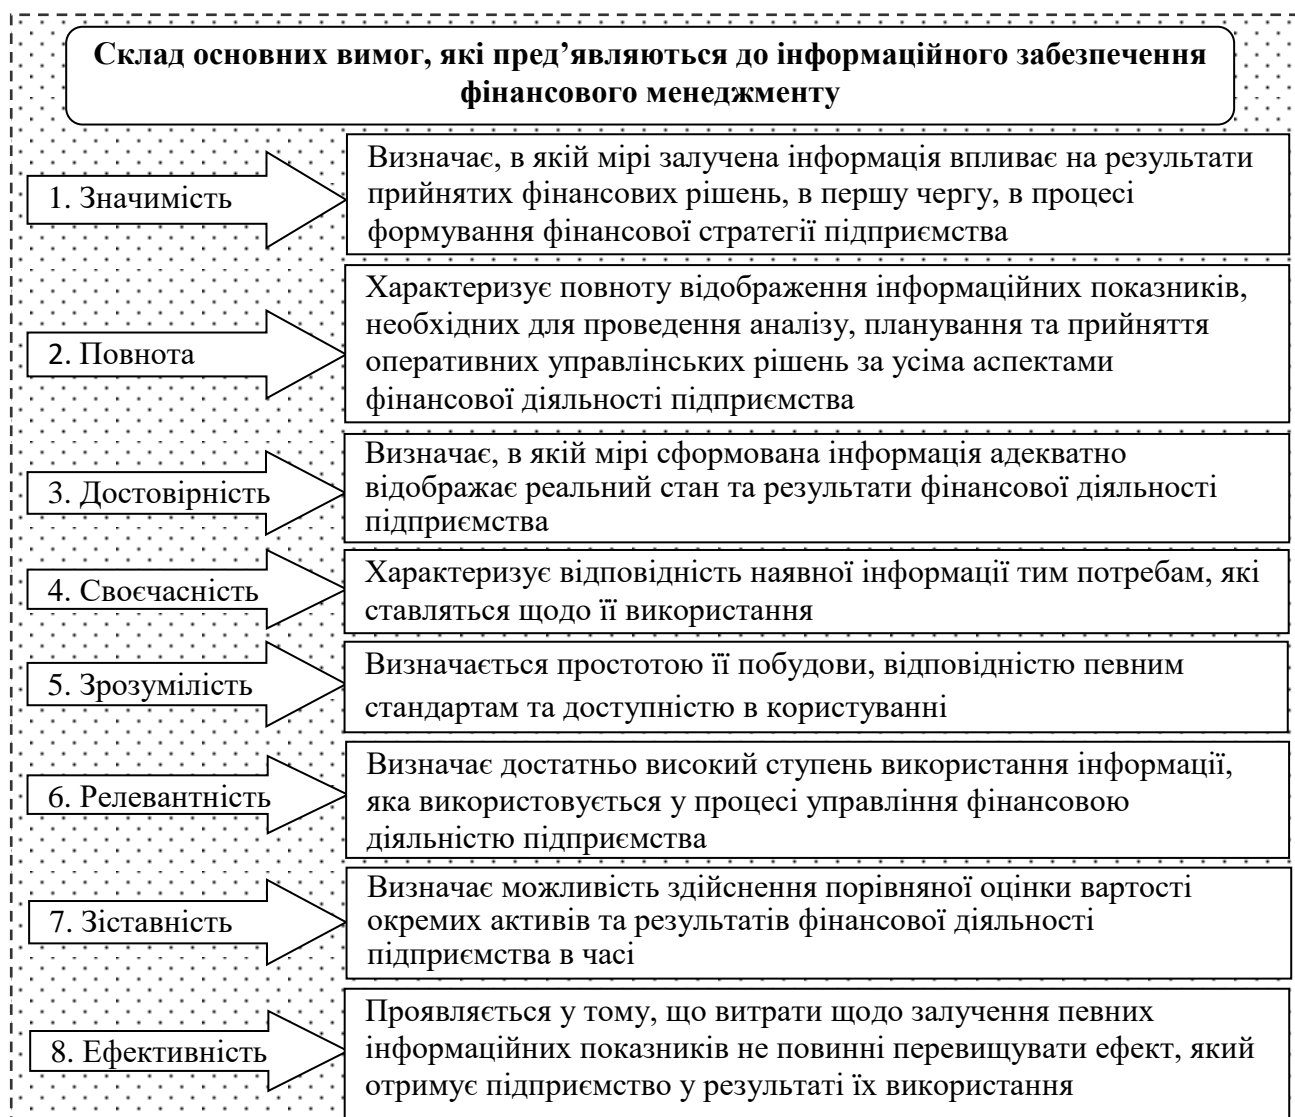 Склад основних вимог, які пред’являються до інформаційного забезпечення
фінансового менеджменту
1. Значимість
Визначає, в якій мірі залучена інформація впливає на результати
прийнятих фінансових рішень, в першу чергу, в процесі
формування фінансової стратегії підприємства
2. Повнота
Характеризує повноту відображення інформаційних показників,
необхідних для проведення аналізу, планування та прийняття
оперативних управлінських рішень за усіма аспектами
фінансової діяльності підприємства
3. Достовірність
Визначає, в якій мірі сформована інформація адекватно
відображає реальний стан та результати фінансової діяльності
підприємства
4. Своєчасність
Характеризує відповідність наявної інформації тим потребам, які
ставляться щодо її використання
5. Зрозумілість
Визначається простотою її побудови, відповідністю певним
стандартам та доступністю в користуванні
6. Релевантність
Визначає достатньо високий ступень використання інформації,
яка використовується у процесі управління фінансовою
діяльністю підприємства
7. Зіставність
Визначає можливість здійснення порівняної оцінки вартості
окремих активів та результатів фінансової діяльності
підприємства в часі
8. Ефективність
Проявляється у тому, що витрати щодо залучення певних
інформаційних показників не повинні перевищувати ефект, який
отримує підприємство у результаті їх використання